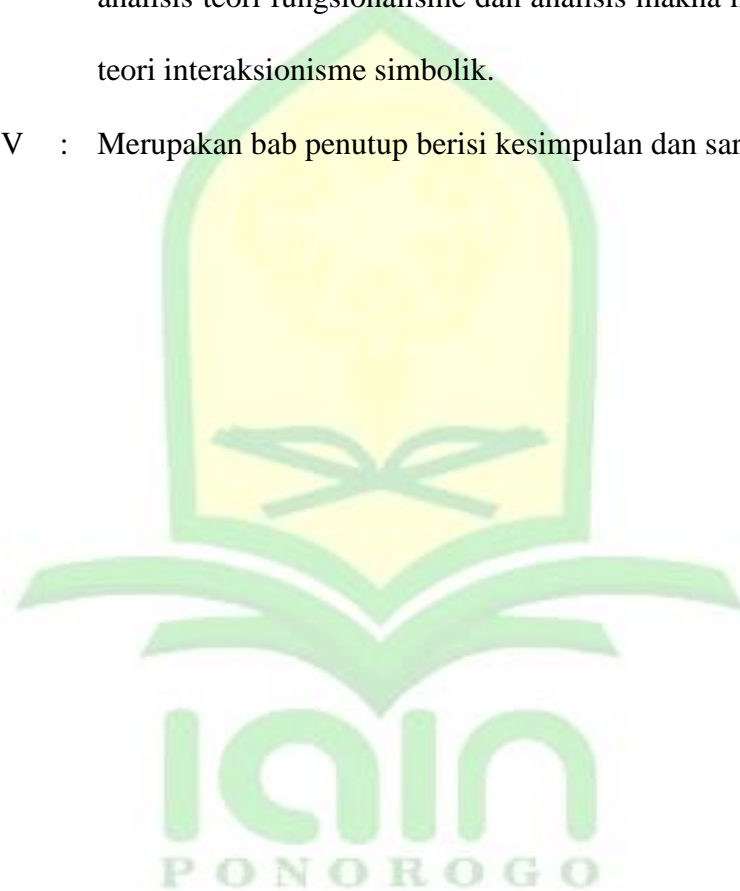 analisis teori fungsionalisme dan analisis makna
teori interaksionisme simbolik.
V : Merupakan bab penutup berisi kesimpulan dan
iain
PONOROGO